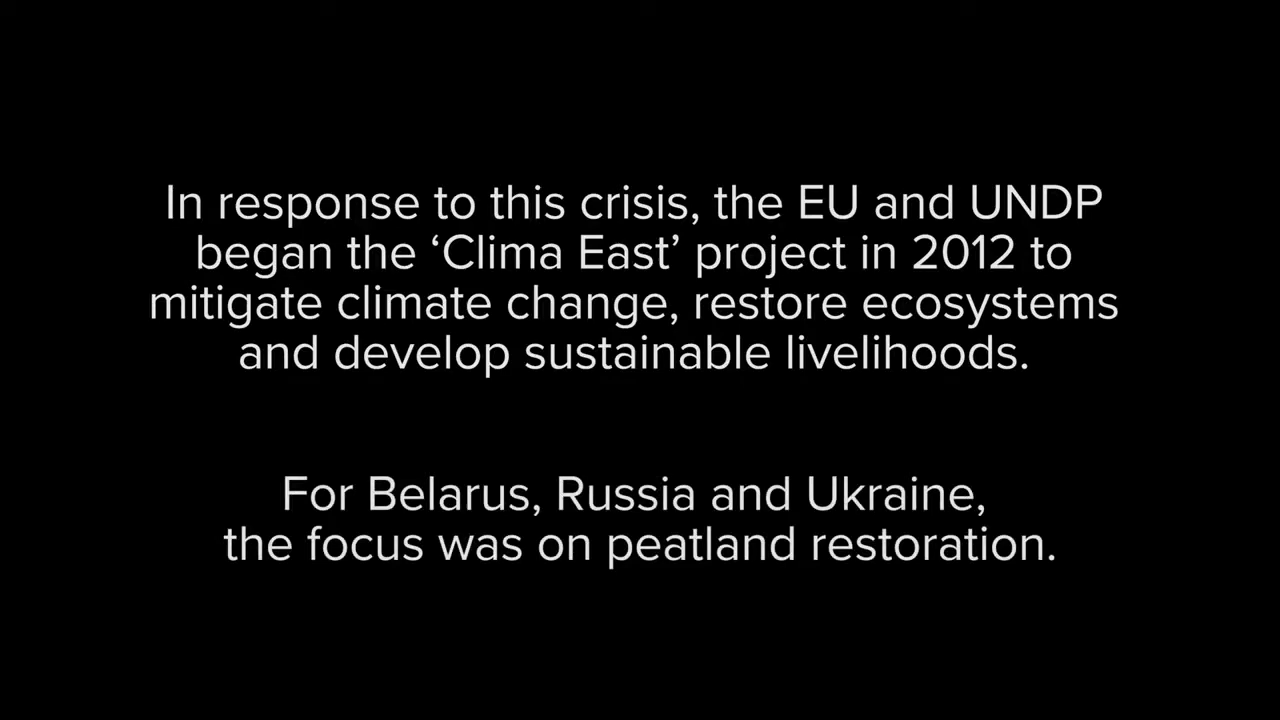 In response to this crisis, the EU and UNDP
began the ‘Clima East’ project in 2012 to
mitigate climate change, restore ecosystems
and develop sustainable livelihoods.
For Belarus, Russia and Ukraine,
the focus was on peatland restoration.